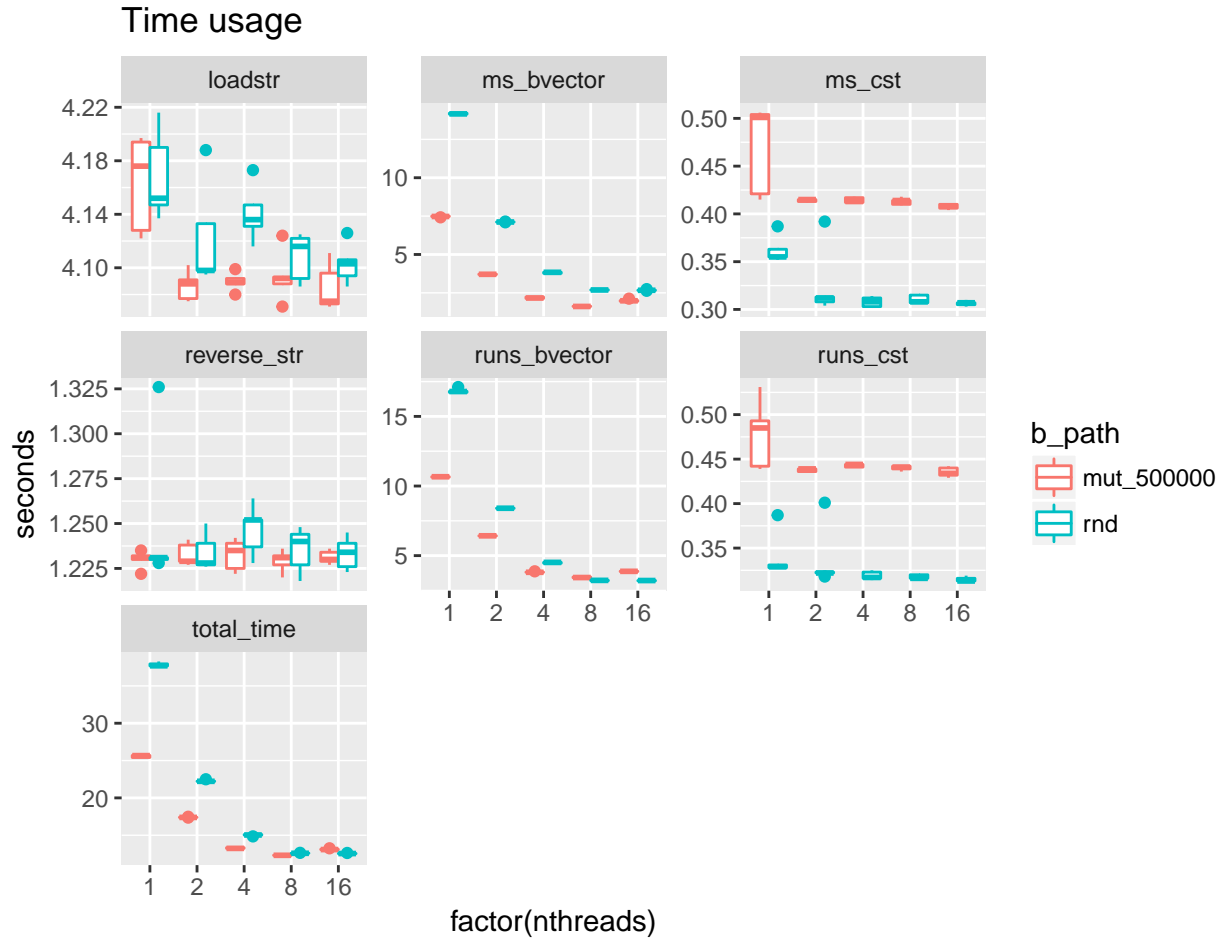 Time usage
loadstr
ms_bvector
ms_cst
4.22
4.18
4.14
4.10
10
5
0.50
0.45
0.40
0.35
0.30
reverse_str
runs_bvector
runs_cst
1.325
1.300
1.275
1.250
1.225
15
10
5
0.50
0.45
0.40
0.35
1 2 4 8 16
1 2 4 8 16
total_time
30
20
1 2 4 8 16
seconds
factor(nthreads)
b_path
mut_500000
rnd